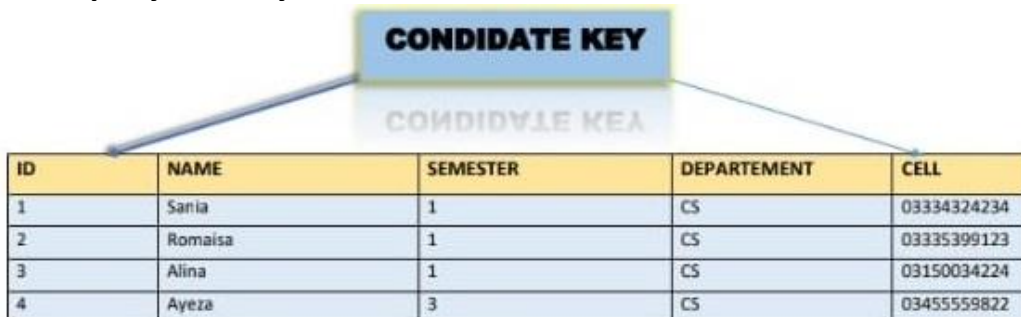 CONDIDATE KEY
CONDIDATE KEY
ID NAME SEMESTER DEPARTEMENT CELL
1 Sania 1 CS 03334324234
2 Romaisa 1 CS 03335399123
3 Alina 1 CS 03150034224
4 Ayeza 3 CS 03455559822